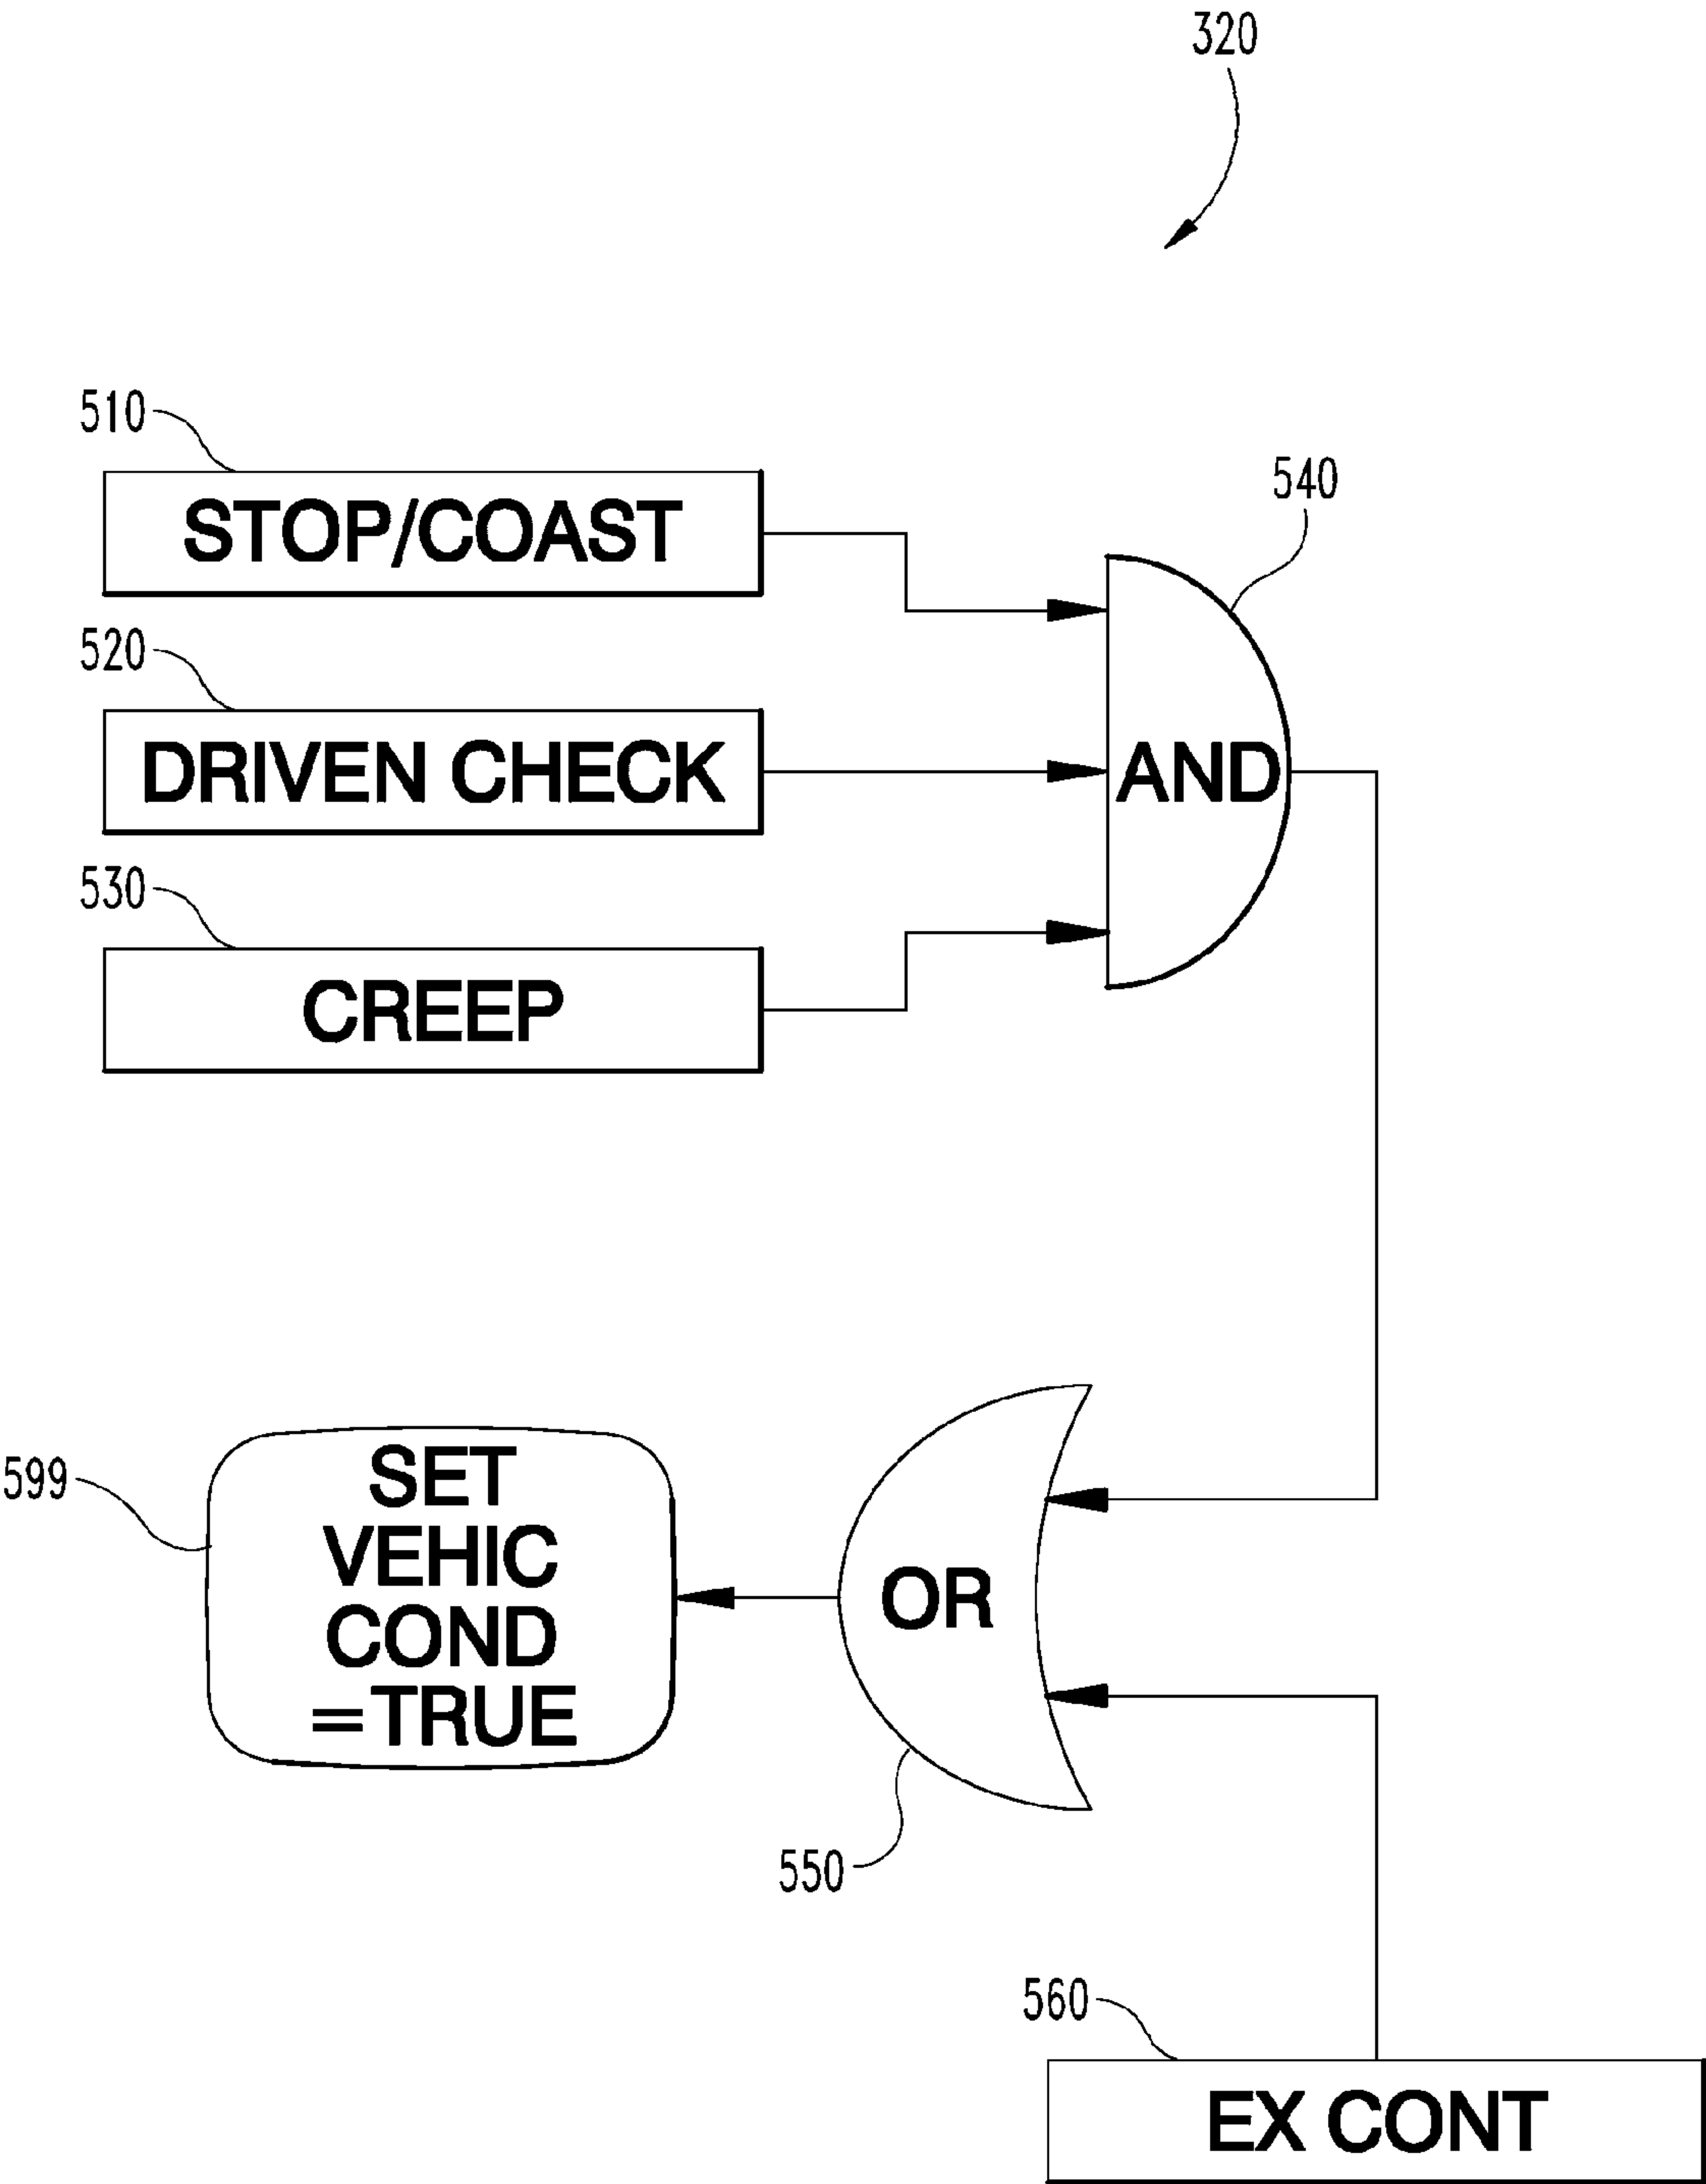 320
510
STOP/COAST
540
520
DRIVEN CHECK
AND
530
CREEP
599
SET
VEHIC
COND
=TRUE
OR
550
560
EX CONT